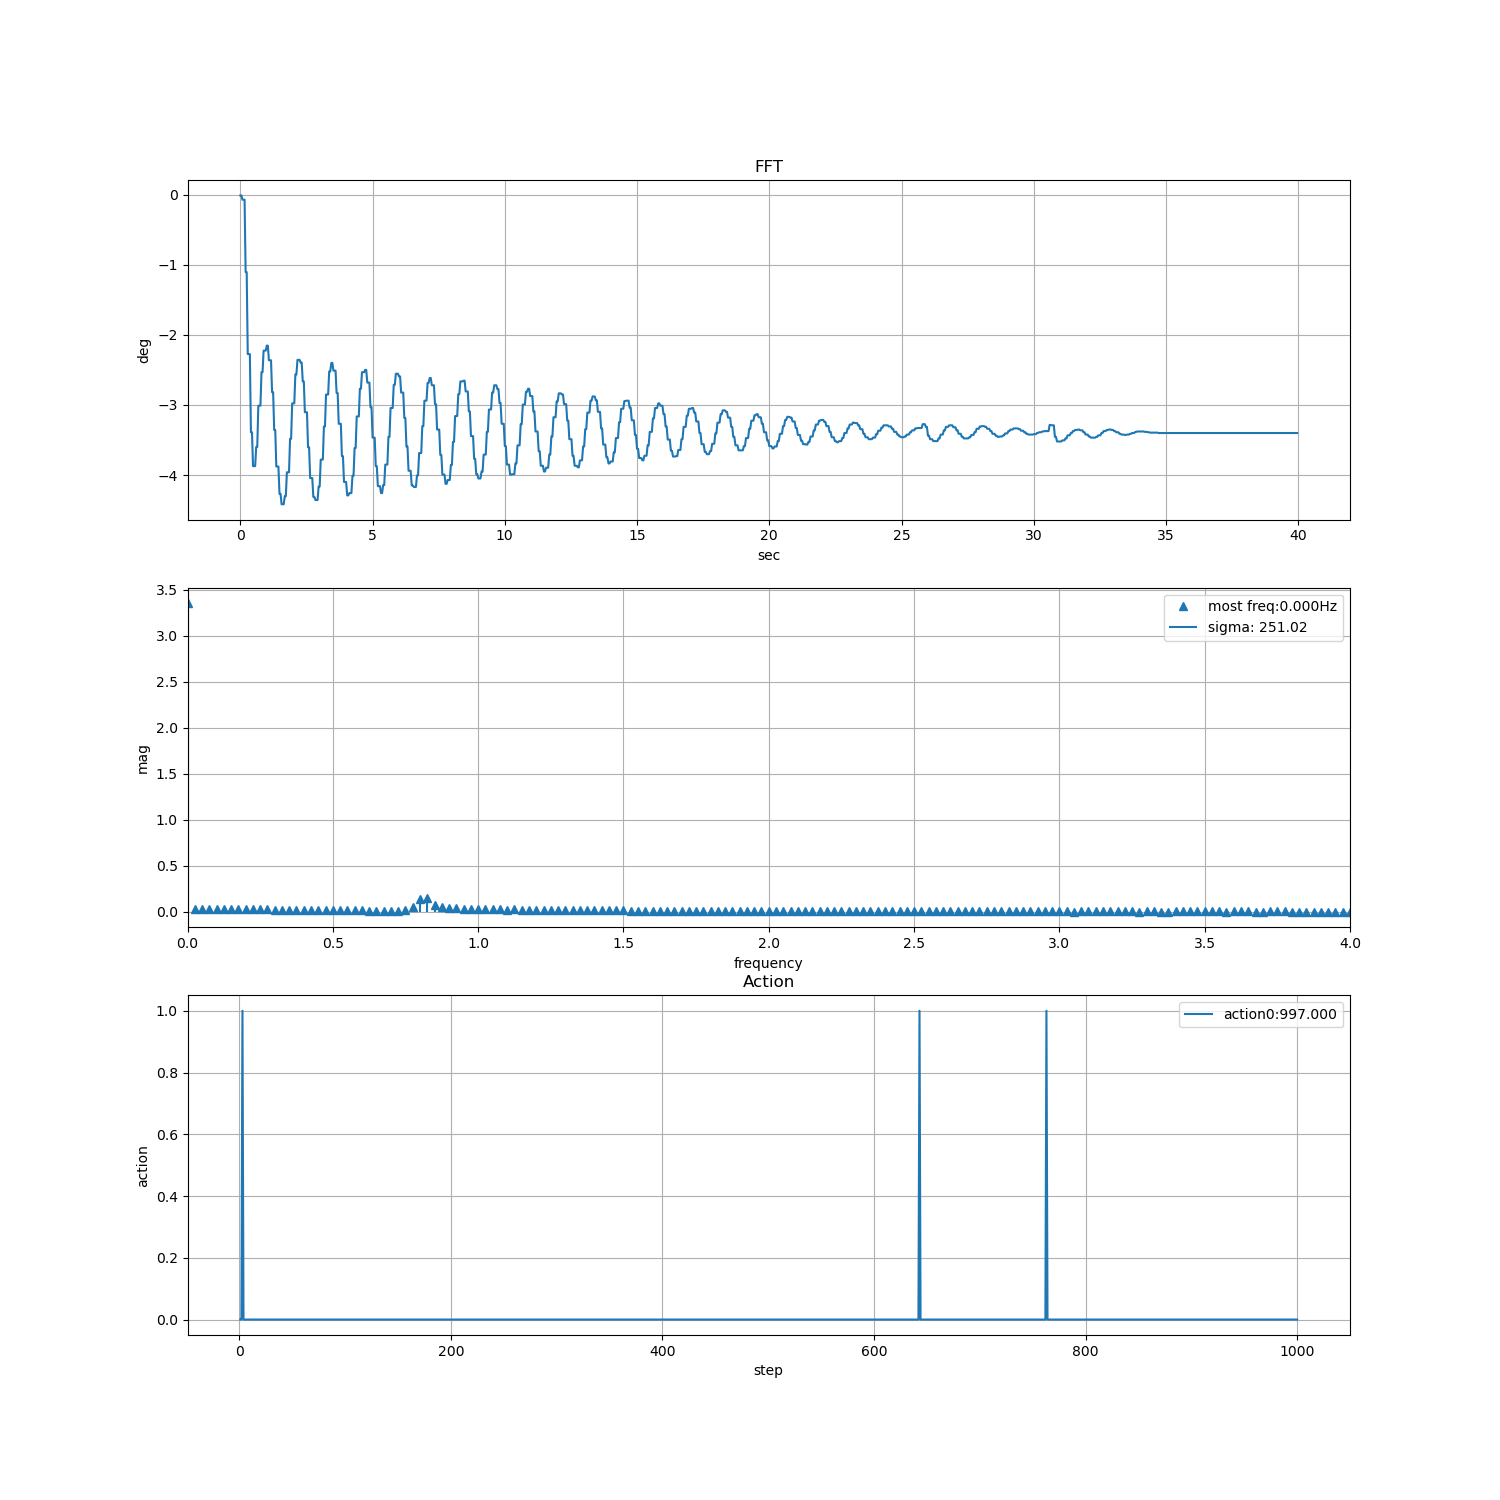 FFT
0
−1
−2
−3
−4
deg
0 5 10 15 20 25 30 35 40
sec
3.5
3.0
2.5
2.0
1.5
1.0
0.5
0.0
mag
most freq:0.000Hz
sigma: 251.02
0.0 0.5 1.0 1.5 2.0 2.5 3.0 3.5 4.0
frequency
Action
1.0
0.8
0.6
0.4
0.2
0.0
action
action0:997.000
0 200 400 600 800 1000
step